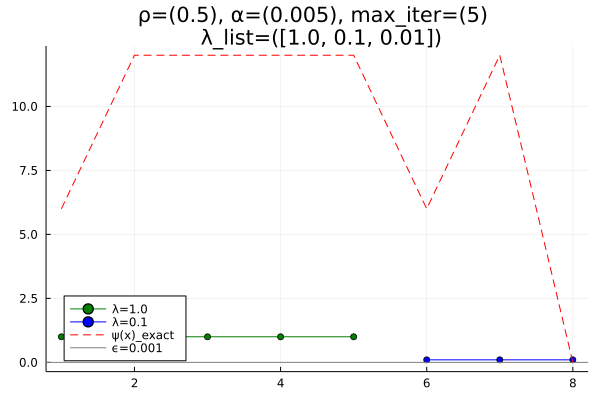 ρ=(0.5), α=(0.005), max_iter=(5)
λ_list=([1.0, 0.1, 0.01])
10.0
7.5
5.0
2.5
0.0
λ=1.0
λ=0.1
ψ(x)_exact
ϵ=0.001
2
4
6
8